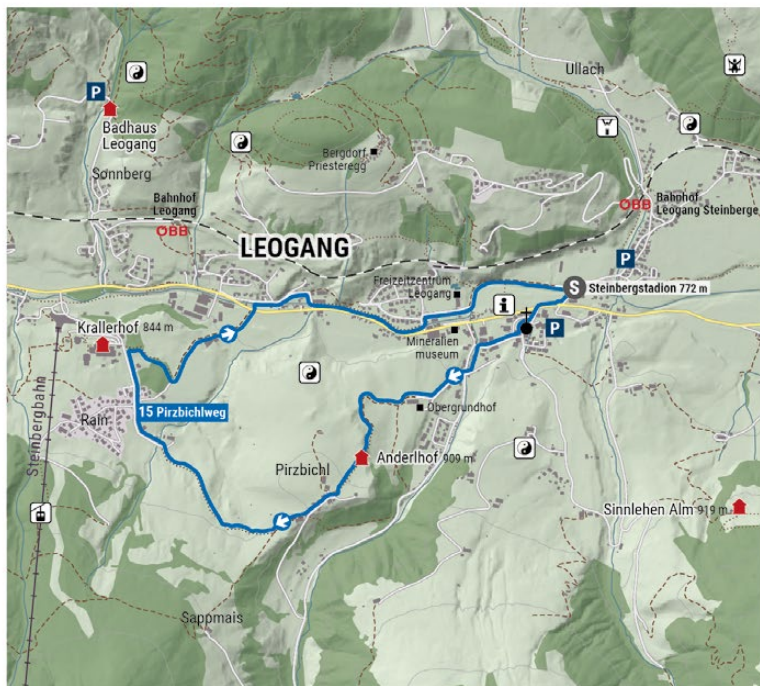 Ullach
P
Badhaus
Leogang
Bergdorf
Priesteregg
Sonnberg
Bahnhof
Leogang
ÖBB
ÖBB
Bahnhof
Leogang Steinberge
LEOGANG
P
Freizeitzentrum
Leogang
S
Steinbergstadion 772 m
i
P
Krallerhof 844 m
Mineralien
museum
15 Pirzbichlweg
Obergrundhof
Rain
Steinbergbahn
Pirzbichl
Anderlhof 909 m
Sinnlehen Alm 919 m
Sappmais